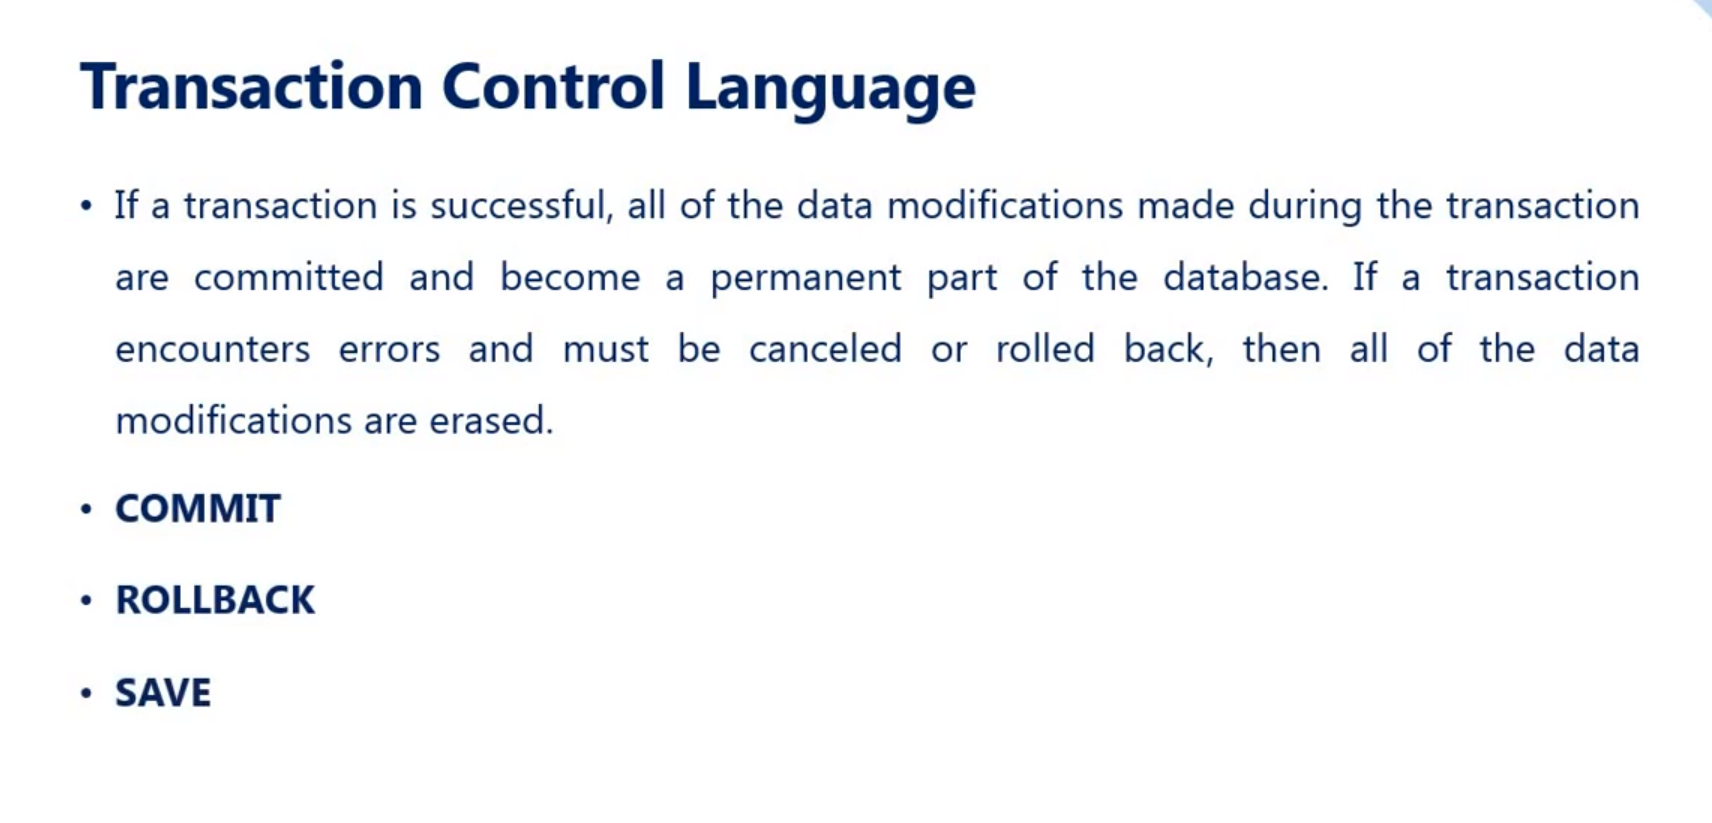 Transaction Control Language
• If a transaction is successful, all of the data modifications made during the transaction
are committed and become a permanent part of the database. If a transaction
encounters errors and must be canceled or rolled back, then all of the data
modifications are erased.
• COMMIT
• ROLLBACK
• SAVE